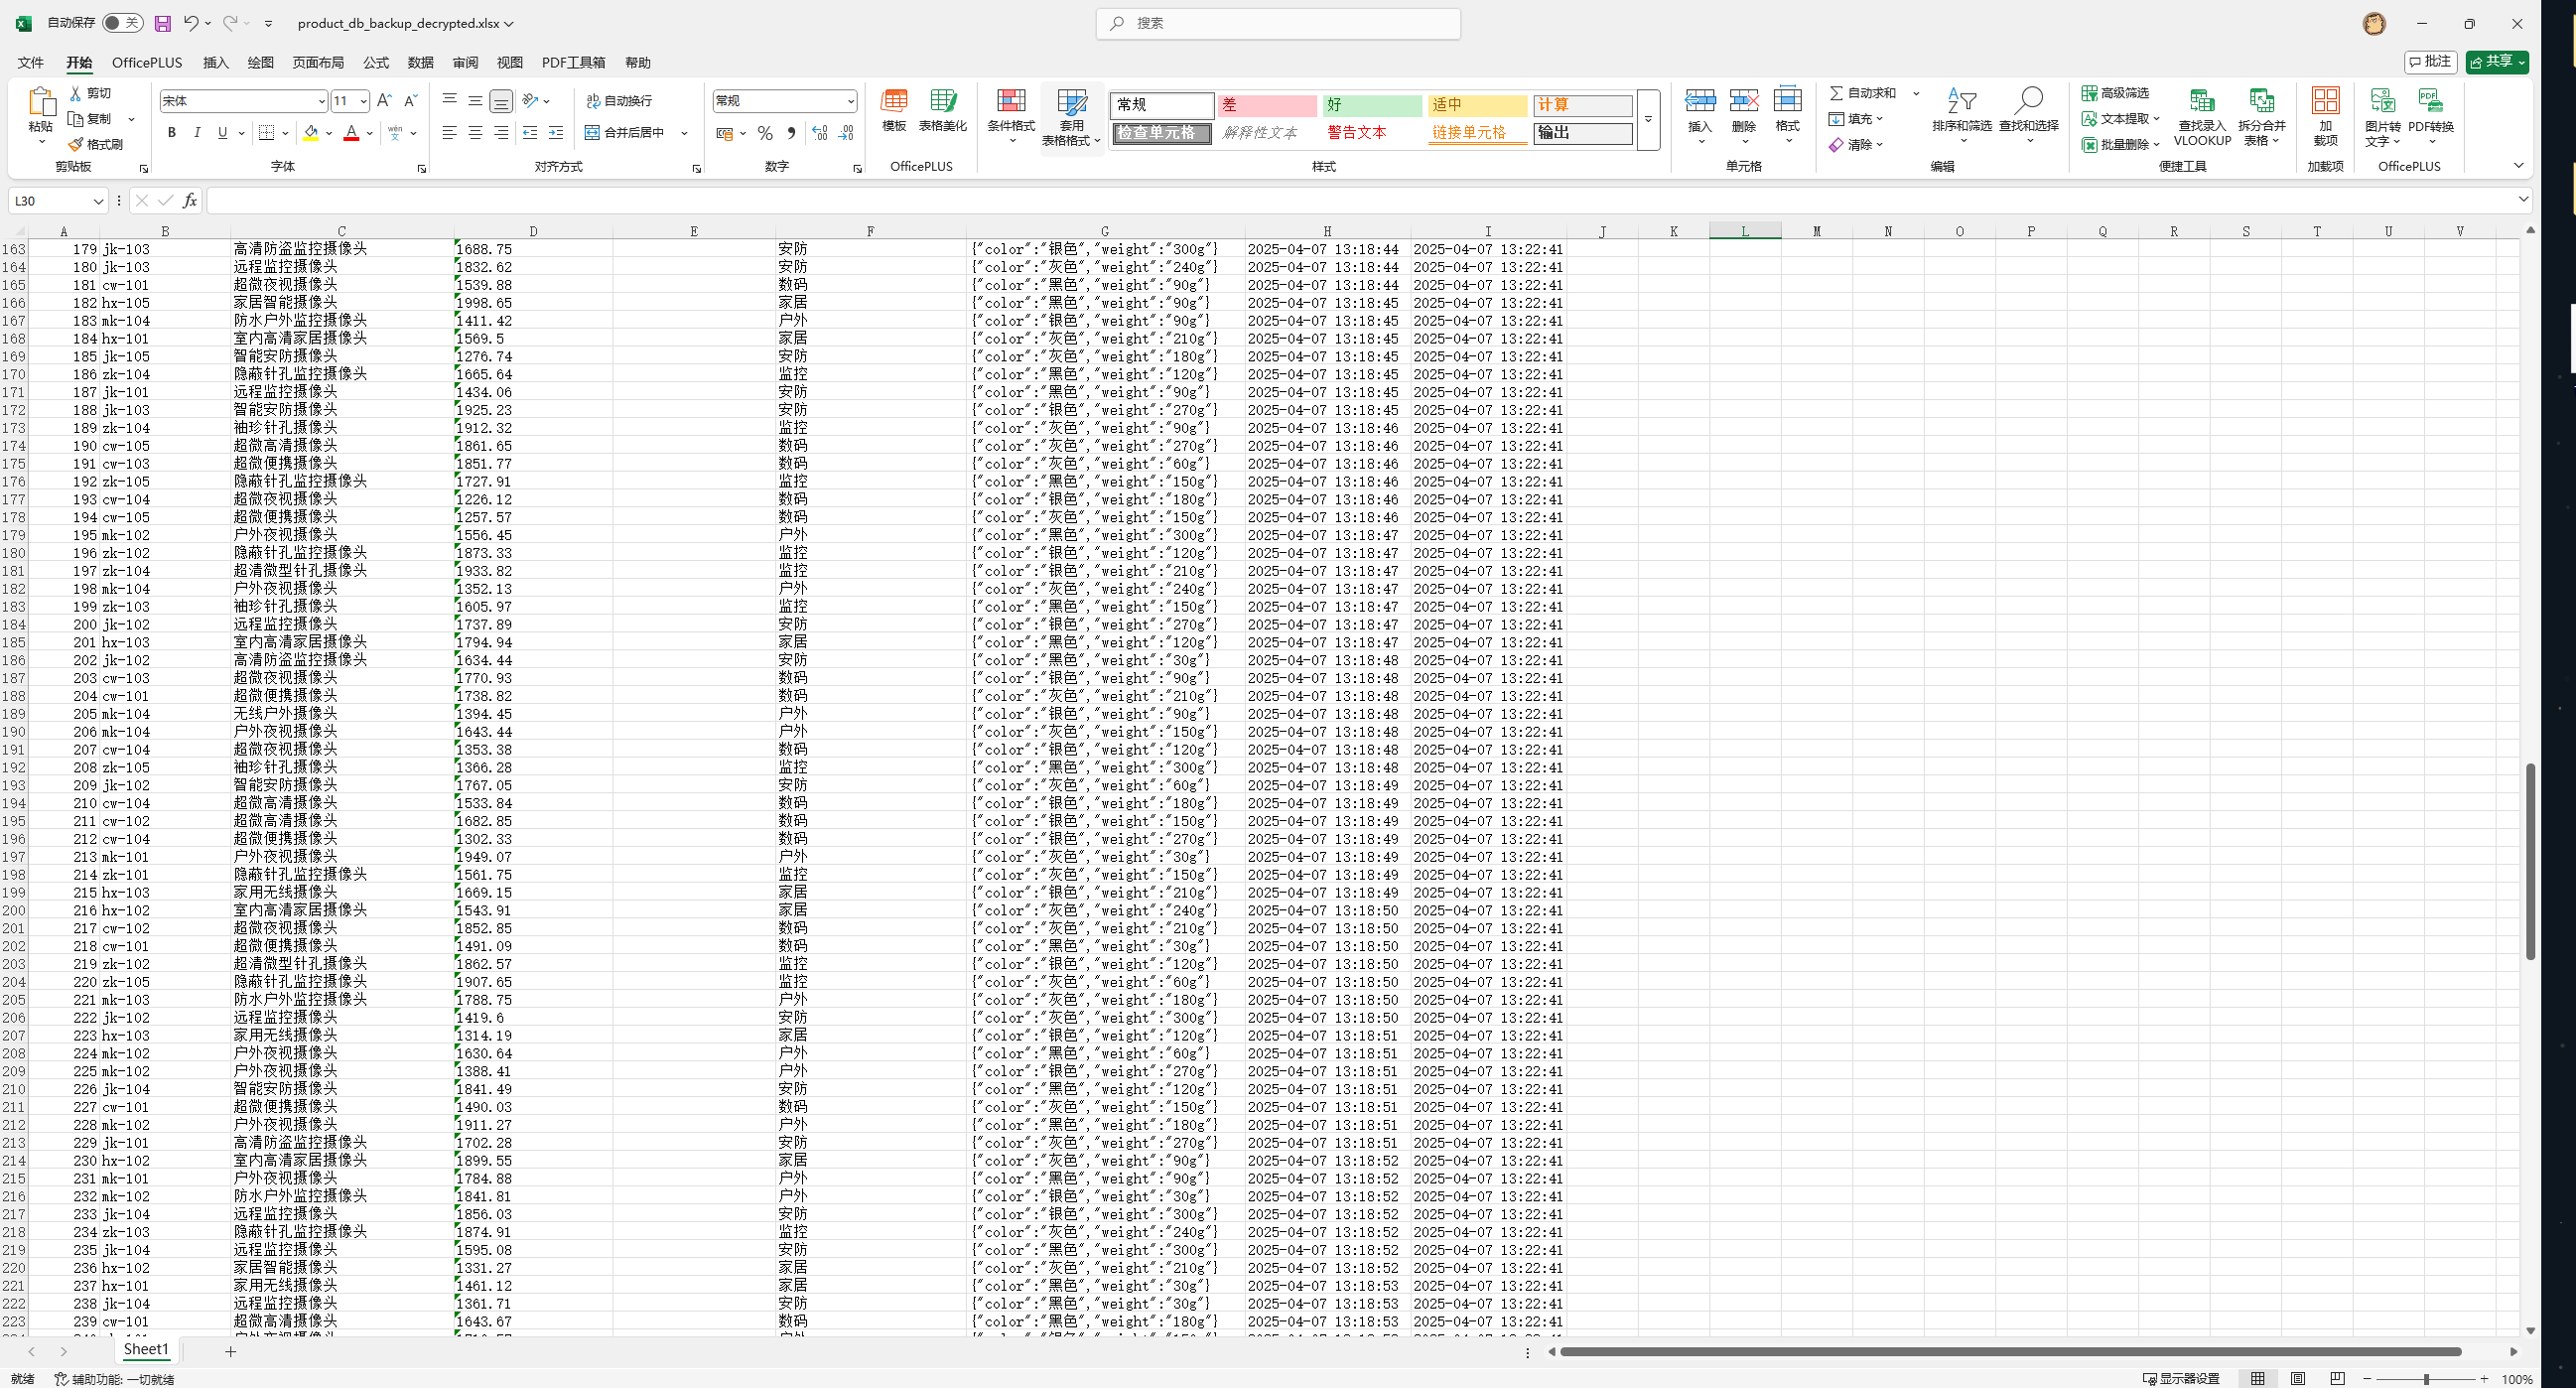 自动保存 关 product_db_backup_decrypted.xlsx 搜索
文件 开始 OfficePLUS 插入 绘图 页面布局 公式 数据 审阅 视图 PDF工具箱 帮助 批注 共享
粘贴 剪切 复制 格式刷 剪贴板
宋体 11 B I U A 字体
自动换行 合并后居中 对齐方式
常规 % 数字
模板 表格美化 OfficePLUS
条件格式 套用表格格式 常规 差 好 适中 计算
检查单元格 解释性文本 警告文本 链接单元格 输出 样式
插入 删除 格式 单元格
自动求和 填充 清除 排序和筛选 查找和选择 编辑
高级筛选 文本提取 批量删除 查找录入VLOOKUP 拆分合并表格 便捷工具
加载项 加载项
图片转文字 PDF转换 OfficePLUS
L30 fx
A B C D E F G H I J K L M N O P Q R S T U V
163 179 jk-103 高清防盗监控摄像头 1688.75 安防 {"color":"银色","weight":"300g"} 2025-04-07 13:18:44 2025-04-07 13:22:41
164 180 jk-103 远程监控摄像头 1832.62 安防 {"color":"灰色","weight":"240g"} 2025-04-07 13:18:44 2025-04-07 13:22:41
165 181 cw-101 超微夜视摄像头 1539.88 数码 {"color":"黑色","weight":"90g"} 2025-04-07 13:18:44 2025-04-07 13:22:41
166 182 hx-105 家居智能摄像头 1998.65 家居 {"color":"黑色","weight":"90g"} 2025-04-07 13:18:45 2025-04-07 13:22:41
167 183 mk-104 防水户外监控摄像头 1411.42 户外 {"color":"银色","weight":"90g"} 2025-04-07 13:18:45 2025-04-07 13:22:41
168 184 hx-101 室内高清家居摄像头 1569.5 家居 {"color":"灰色","weight":"210g"} 2025-04-07 13:18:45 2025-04-07 13:22:41
169 185 jk-105 智能安防摄像头 1276.74 安防 {"color":"灰色","weight":"180g"} 2025-04-07 13:18:45 2025-04-07 13:22:41
170 186 zk-104 隐蔽针孔监控摄像头 1665.64 监控 {"color":"黑色","weight":"120g"} 2025-04-07 13:18:45 2025-04-07 13:22:41
171 187 jk-101 远程监控摄像头 1434.06 安防 {"color":"黑色","weight":"90g"} 2025-04-07 13:18:45 2025-04-07 13:22:41
172 188 jk-103 智能安防摄像头 1925.23 安防 {"color":"银色","weight":"270g"} 2025-04-07 13:18:45 2025-04-07 13:22:41
173 189 zk-104 袖珍针孔摄像头 1912.32 监控 {"color":"灰色","weight":"90g"} 2025-04-07 13:18:46 2025-04-07 13:22:41
174 190 cw-105 超微高清摄像头 1861.65 数码 {"color":"灰色","weight":"270g"} 2025-04-07 13:18:46 2025-04-07 13:22:41
175 191 cw-103 超微便携摄像头 1851.77 数码 {"color":"灰色","weight":"60g"} 2025-04-07 13:18:46 2025-04-07 13:22:41
176 192 zk-105 隐蔽针孔监控摄像头 1727.91 监控 {"color":"黑色","weight":"150g"} 2025-04-07 13:18:46 2025-04-07 13:22:41
177 193 cw-104 超微夜视摄像头 1226.12 数码 {"color":"银色","weight":"180g"} 2025-04-07 13:18:46 2025-04-07 13:22:41
178 194 cw-105 超微便携摄像头 1257.57 数码 {"color":"灰色","weight":"150g"} 2025-04-07 13:18:46 2025-04-07 13:22:41
179 195 mk-102 户外夜视摄像头 1556.45 户外 {"color":"黑色","weight":"300g"} 2025-04-07 13:18:47 2025-04-07 13:22:41
180 196 zk-102 隐蔽针孔监控摄像头 1873.33 监控 {"color":"银色","weight":"120g"} 2025-04-07 13:18:47 2025-04-07 13:22:41
181 197 zk-104 超清微型针孔摄像头 1933.82 监控 {"color":"银色","weight":"210g"} 2025-04-07 13:18:47 2025-04-07 13:22:41
182 198 mk-104 户外夜视摄像头 1352.13 户外 {"color":"灰色","weight":"240g"} 2025-04-07 13:18:47 2025-04-07 13:22:41
183 199 zk-103 袖珍针孔摄像头 1605.97 监控 {"color":"黑色","weight":"150g"} 2025-04-07 13:18:47 2025-04-07 13:22:41
184 200 jk-102 远程监控摄像头 1737.89 安防 {"color":"银色","weight":"270g"} 2025-04-07 13:18:47 2025-04-07 13:22:41
185 201 hx-103 室内高清家居摄像头 1794.94 家居 {"color":"黑色","weight":"120g"} 2025-04-07 13:18:47 2025-04-07 13:22:41
186 202 jk-102 高清防盗监控摄像头 1634.44 安防 {"color":"黑色","weight":"30g"} 2025-04-07 13:18:48 2025-04-07 13:22:41
187 203 cw-103 超微夜视摄像头 1770.93 数码 {"color":"银色","weight":"90g"} 2025-04-07 13:18:48 2025-04-07 13:22:41
188 204 cw-101 超微便携摄像头 1738.82 数码 {"color":"灰色","weight":"210g"} 2025-04-07 13:18:48 2025-04-07 13:22:41
189 205 mk-104 无线户外摄像头 1394.45 户外 {"color":"银色","weight":"90g"} 2025-04-07 13:18:48 2025-04-07 13:22:41
190 206 mk-104 户外夜视摄像头 1643.44 户外 {"color":"灰色","weight":"150g"} 2025-04-07 13:18:48 2025-04-07 13:22:41
191 207 cw-104 超微夜视摄像头 1353.38 数码 {"color":"银色","weight":"120g"} 2025-04-07 13:18:48 2025-04-07 13:22:41
192 208 zk-105 袖珍针孔摄像头 1366.28 监控 {"color":"黑色","weight":"300g"} 2025-04-07 13:18:48 2025-04-07 13:22:41
193 209 jk-102 智能安防摄像头 1767.05 安防 {"color":"灰色","weight":"60g"} 2025-04-07 13:18:49 2025-04-07 13:22:41
194 210 cw-104 超微高清摄像头 1533.84 数码 {"color":"银色","weight":"180g"} 2025-04-07 13:18:49 2025-04-07 13:22:41
195 211 cw-102 超微高清摄像头 1682.85 数码 {"color":"银色","weight":"150g"} 2025-04-07 13:18:49 2025-04-07 13:22:41
196 212 cw-104 超微便携摄像头 1302.33 数码 {"color":"银色","weight":"270g"} 2025-04-07 13:18:49 2025-04-07 13:22:41
197 213 mk-101 户外夜视摄像头 1949.07 户外 {"color":"灰色","weight":"30g"} 2025-04-07 13:18:49 2025-04-07 13:22:41
198 214 zk-101 隐蔽针孔监控摄像头 1561.75 监控 {"color":"灰色","weight":"150g"} 2025-04-07 13:18:49 2025-04-07 13:22:41
199 215 hx-103 家用无线摄像头 1669.15 家居 {"color":"银色","weight":"210g"} 2025-04-07 13:18:49 2025-04-07 13:22:41
200 216 hx-102 室内高清家居摄像头 1543.91 家居 {"color":"灰色","weight":"240g"} 2025-04-07 13:18:50 2025-04-07 13:22:41
201 217 cw-102 超微夜视摄像头 1852.85 数码 {"color":"灰色","weight":"210g"} 2025-04-07 13:18:50 2025-04-07 13:22:41
202 218 cw-101 超微便携摄像头 1491.09 数码 {"color":"黑色","weight":"30g"} 2025-04-07 13:18:50 2025-04-07 13:22:41
203 219 zk-102 超清微型针孔摄像头 1862.57 监控 {"color":"银色","weight":"120g"} 2025-04-07 13:18:50 2025-04-07 13:22:41
204 220 zk-105 隐蔽针孔监控摄像头 1907.65 监控 {"color":"灰色","weight":"60g"} 2025-04-07 13:18:50 2025-04-07 13:22:41
205 221 mk-103 防水户外监控摄像头 1788.75 户外 {"color":"灰色","weight":"180g"} 2025-04-07 13:18:50 2025-04-07 13:22:41
206 222 jk-102 远程监控摄像头 1419.6 安防 {"color":"灰色","weight":"300g"} 2025-04-07 13:18:50 2025-04-07 13:22:41
207 223 hx-103 家用无线摄像头 1314.19 家居 {"color":"银色","weight":"120g"} 2025-04-07 13:18:51 2025-04-07 13:22:41
208 224 mk-102 户外夜视摄像头 1630.64 户外 {"color":"黑色","weight":"60g"} 2025-04-07 13:18:51 2025-04-07 13:22:41
209 225 mk-102 户外夜视摄像头 1388.41 户外 {"color":"银色","weight":"270g"} 2025-04-07 13:18:51 2025-04-07 13:22:41
210 226 jk-104 智能安防摄像头 1841.49 安防 {"color":"黑色","weight":"120g"} 2025-04-07 13:18:51 2025-04-07 13:22:41
211 227 cw-101 超微便携摄像头 1490.03 数码 {"color":"灰色","weight":"150g"} 2025-04-07 13:18:51 2025-04-07 13:22:41
212 228 mk-102 户外夜视摄像头 1911.27 户外 {"color":"黑色","weight":"180g"} 2025-04-07 13:18:51 2025-04-07 13:22:41
213 229 jk-101 高清防盗监控摄像头 1702.28 安防 {"color":"灰色","weight":"270g"} 2025-04-07 13:18:51 2025-04-07 13:22:41
214 230 hx-102 室内高清家居摄像头 1899.55 家居 {"color":"灰色","weight":"90g"} 2025-04-07 13:18:52 2025-04-07 13:22:41
215 231 mk-101 户外夜视摄像头 1784.88 户外 {"color":"黑色","weight":"90g"} 2025-04-07 13:18:52 2025-04-07 13:22:41
216 232 mk-102 防水户外监控摄像头 1841.81 户外 {"color":"银色","weight":"30g"} 2025-04-07 13:18:52 2025-04-07 13:22:41
217 233 jk-104 远程监控摄像头 1856.03 安防 {"color":"银色","weight":"300g"} 2025-04-07 13:18:52 2025-04-07 13:22:41
218 234 zk-103 隐蔽针孔监控摄像头 1874.91 监控 {"color":"灰色","weight":"240g"} 2025-04-07 13:18:52 2025-04-07 13:22:41
219 235 jk-104 远程监控摄像头 1595.08 安防 {"color":"黑色","weight":"300g"} 2025-04-07 13:18:52 2025-04-07 13:22:41
220 236 hx-102 家居智能摄像头 1331.27 家居 {"color":"灰色","weight":"210g"} 2025-04-07 13:18:52 2025-04-07 13:22:41
221 237 hx-101 家用无线摄像头 1461.12 家居 {"color":"黑色","weight":"30g"} 2025-04-07 13:18:53 2025-04-07 13:22:41
222 238 jk-104 远程监控摄像头 1361.71 安防 {"color":"黑色","weight":"30g"} 2025-04-07 13:18:53 2025-04-07 13:22:41
223 239 cw-101 超微高清摄像头 1643.67 数码 {"color":"黑色","weight":"180g"} 2025-04-07 13:18:53 2025-04-07 13:22:41
Sheet1
就绪 辅助功能: 一切就绪 显示器设置 100%